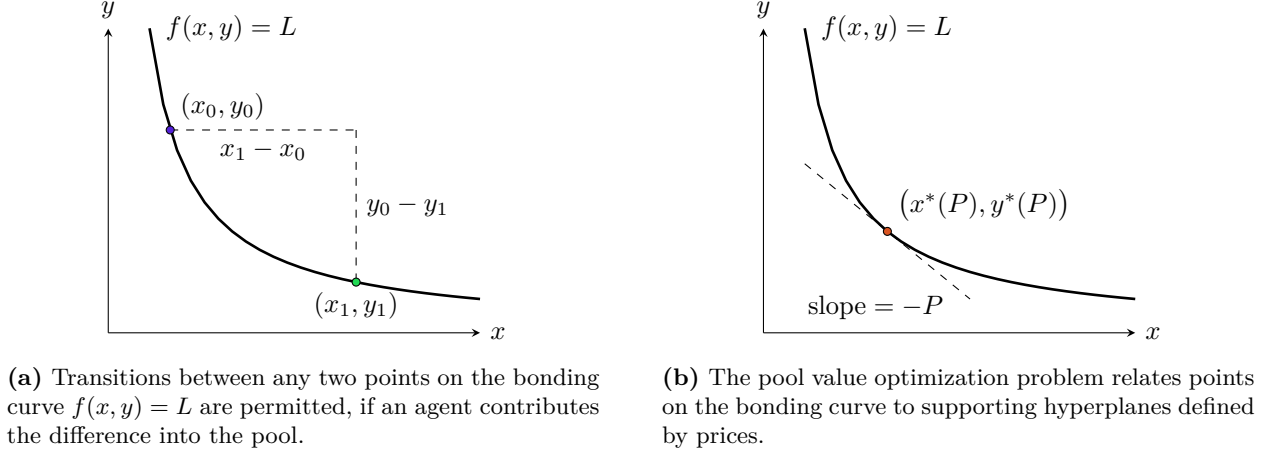 y
f(x, y) = L
(x₀, y₀)
x₁ − x₀
y₀ − y₁
(x₁, y₁)
x
(a) Transitions between any two points on the bonding
curve f(x, y) = L are permitted, if an agent contributes
the difference into the pool.
y
f(x, y) = L
(x*(P), y*(P))
slope = −P
x
(b) The pool value optimization problem relates points
on the bonding curve to supporting hyperplanes defined
by prices.